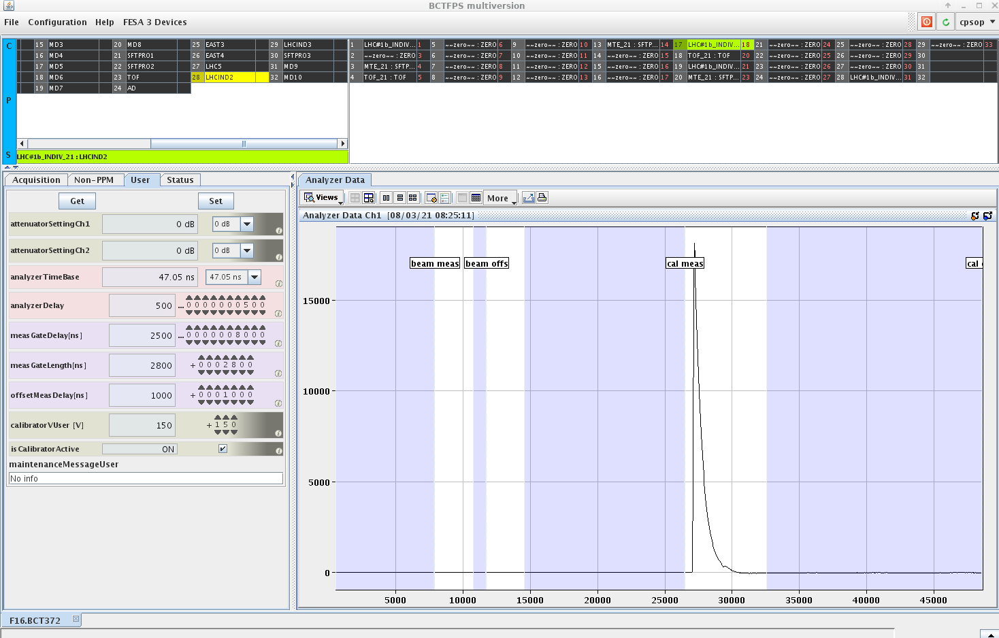 BCTFPS multiversion
File Configuration Help FESA 3 Devices cpsop
C P S
15 MD3 20 MD8 25 EAST3 29 LHCIND3
16 MD4 21 SFTPRO1 26 EAST4 30 SFTPRO3
17 MD5 22 SFTPRO2 27 LHC5 31 MD9
18 MD6 23 TOF 28 LHCIND2 32 MD10
19 MD7 24 AD
1 LHC#1b_INDIV... 1 5 ~~zero~~ : ZERO 6 9 ~~zero~~ : ZERO 10 13 MTE_21 : SFTP... 14 17 LHC#1b_INDIV... 18 21 ~~zero~~ : ZERO 24 25 ~~zero~~ : ZERO 28 29 ~~zero~~ : ZERO 33
2 ~~zero~~ : ZERO 3 6 ~~zero~~ : ZERO 7 10 ~~zero~~ : ZERO 11 14 ~~zero~~ : ZERO 15 18 TOF_21 : TOF 20 22 ~~zero~~ : ZERO 25 26 ~~zero~~ : ZERO 29 30
3 MTE_21 : SFTP... 4 7 ~~zero~~ : ZERO 8 11 ~~zero~~ : ZERO 12 15 ~~zero~~ : ZERO 16 19 LHC#1b_INDIV... 21 23 ~~zero~~ : ZERO 26 27 ~~zero~~ : ZERO 30 31
4 TOF_21 : TOF 5 8 ~~zero~~ : ZERO 9 12 ~~zero~~ : ZERO 13 16 ~~zero~~ : ZERO 17 20 MTE_21 : SFTP... 23 24 ~~zero~~ : ZERO 27 28 LHC#1b_INDIV... 31 32
LHC#1b_INDIV_21 : LHCIND2
Acquisition Non-PPM User Status
Get Set
attenuatorSettingCh1 0 dB 0 dB
attenuatorSettingCh2 0 dB 0 dB
analyzerTimeBase 47.05 ns 47.05 ns
analyzerDelay 500 ... 0 0 0 0 0 0 0 5 0 0
measGateDelay[ns] 2500 ... 0 0 0 0 0 0 8 0 0 0
measGateLength[ns] 2800 + 0 0 0 2 8 0 0
offsetMeasDelay[ns] 1000 + 0 0 0 1 0 0 0
calibratorVUser [V] 150 + 1 5 0
isCalibratorActive ON
maintenanceMessageUser
No info
Analyzer Data
Views More
Analyzer Data Ch1 [08/03/21 08:25:11]
beam meas beam offs cal meas cal
15000
10000
5000
0
5000 10000 15000 20000 25000 30000 35000 40000 45000
F16.BCT372